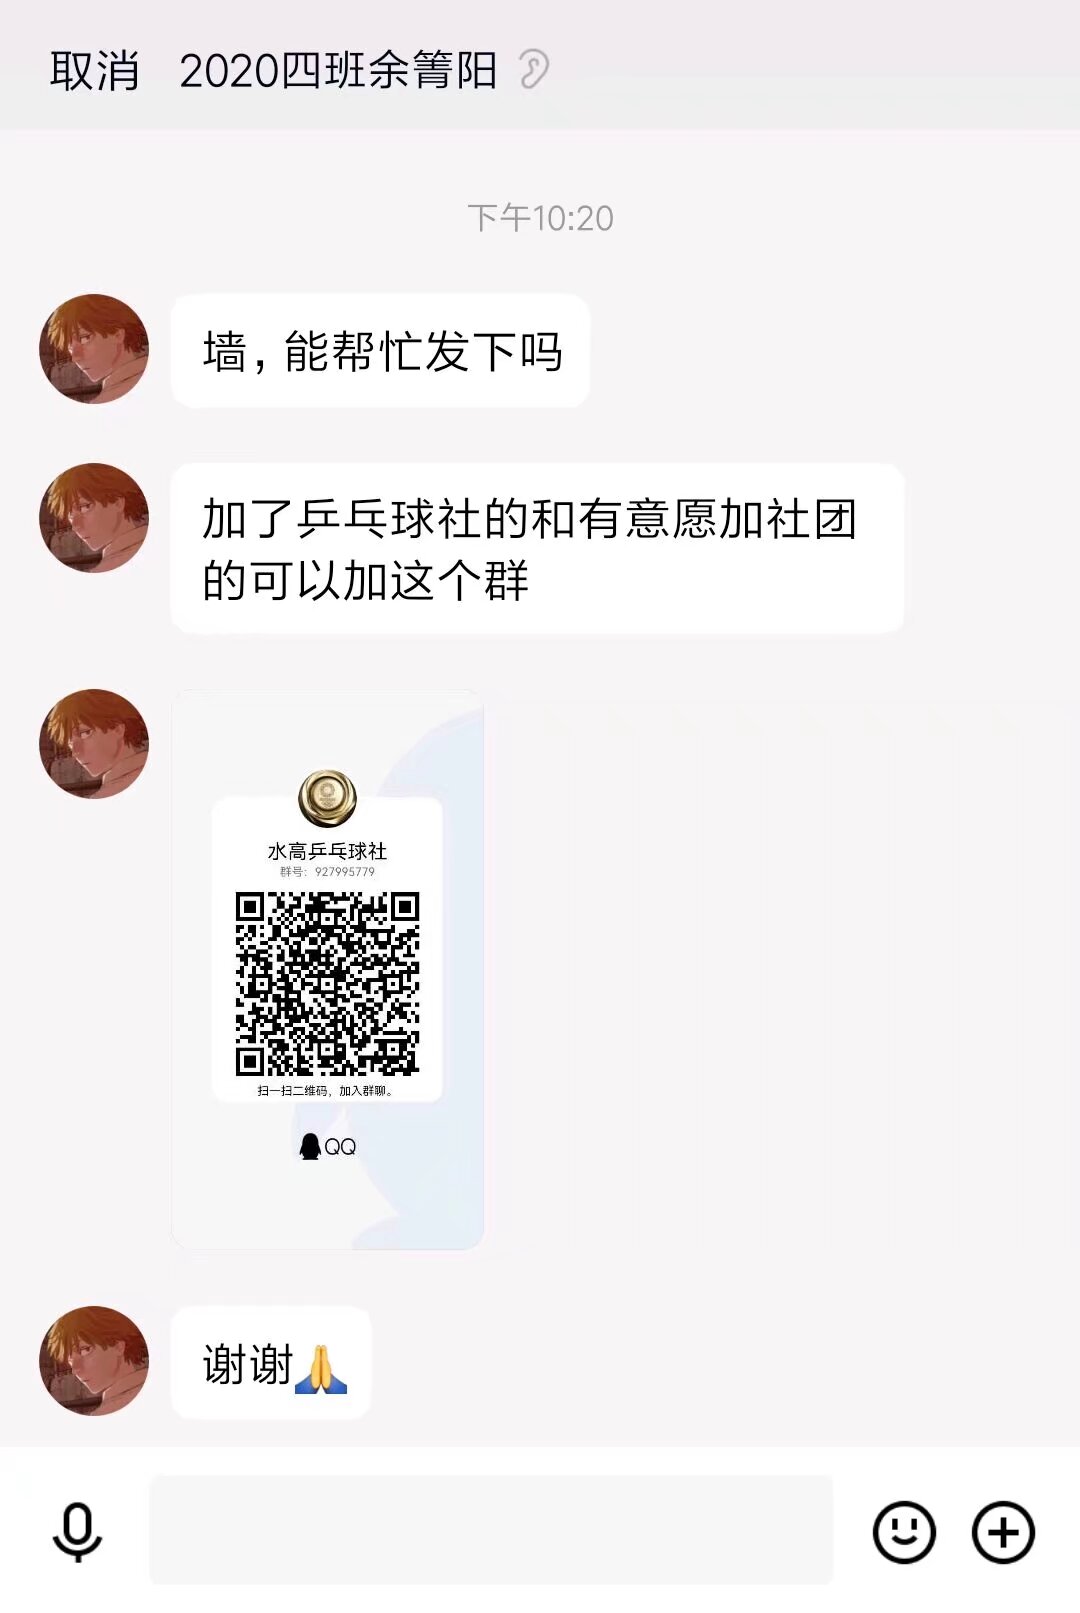 取消 2020四班余箐阳
下午10:20
墙,能帮忙发下吗
加了乒乓球社的和有意愿加社团
的可以加这个群
水高乒乓球社
群号:927995779
扫一扫二维码,加入群聊。
QQ
谢谢🙏